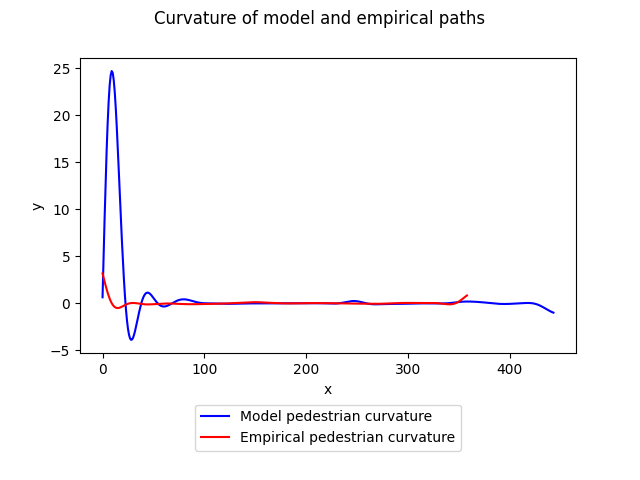 Curvature of model and empirical paths
25
20
15
10
5
0
−5
y
0 100 200 300 400
x
Model pedestrian curvature
Empirical pedestrian curvature